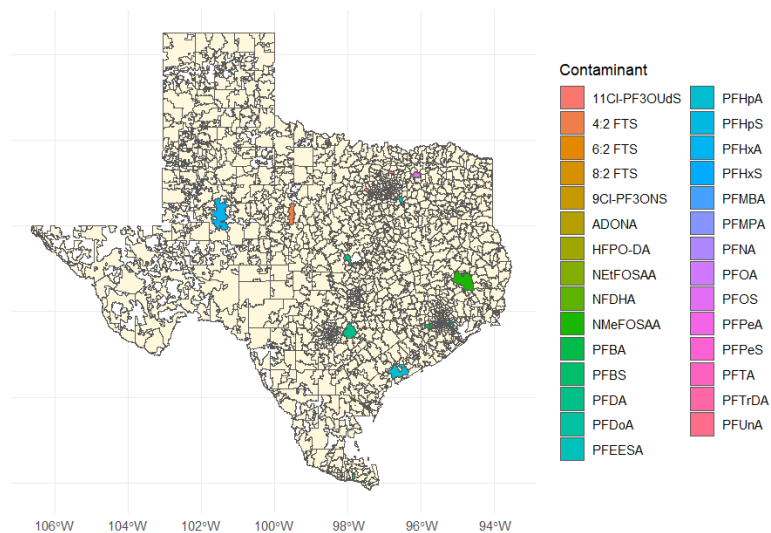 Contaminant
11Cl-PF3OUdS
4:2 FTS
6:2 FTS
8:2 FTS
9Cl-PF3ONS
ADONA
HFPO-DA
NEtFOSAA
NFDHA
NMeFOSAA
PFBA
PFBS
PFDA
PFDoA
PFEESA
PFHpA
PFHpS
PFHxA
PFHxS
PFMBA
PFMPA
PFNA
PFOA
PFOS
PFPeA
PFPeS
PFTA
PFTrDA
PFUnA
106°W 104°W 102°W 100°W 98°W 96°W 94°W